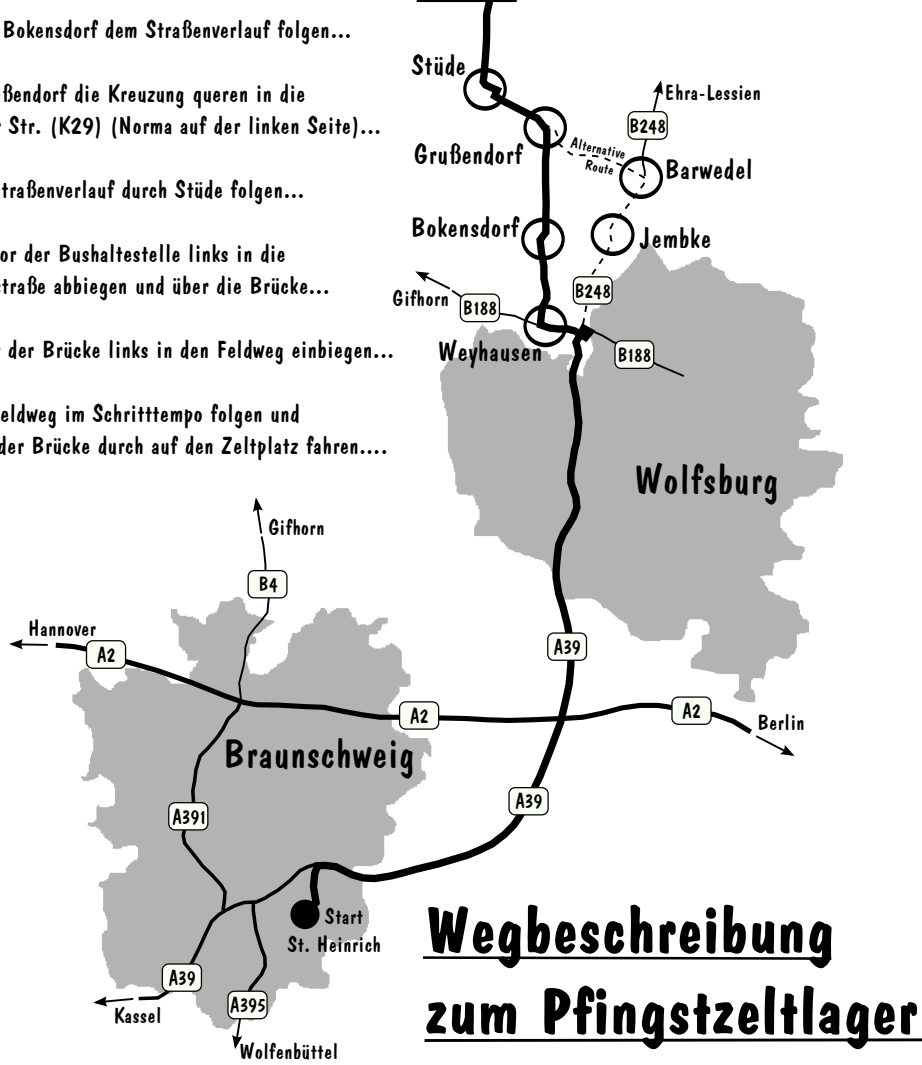 Bokensdorf dem Straßenverlauf folgen...
ßendorf die Kreuzung queren in die
Str. (K29) (Norma auf der linken Seite)...
traßenverlauf durch Stüde folgen...
or der Bushaltestelle links in die
traße abbiegen und über die Brücke...
der Brücke links in den Feldweg einbiegen...
eldweg im Schritttempo folgen und
der Brücke durch auf den Zeltplatz fahren....
Stüde
Ehra-Lessien
B248
Grußendorf
Alternative
Route
Barwedel
Bokensdorf
Jembke
Gifhorn
B188
B248
Weyhausen
B188
Wolfsburg
Gifhorn
B4
Hannover
A2
A39
A2
A2
Berlin
Braunschweig
A391
A39
Start
St. Heinrich
A39
Kassel
A395
Wolfenbüttel
Wegbeschreibung
zum Pfingstzeltlager